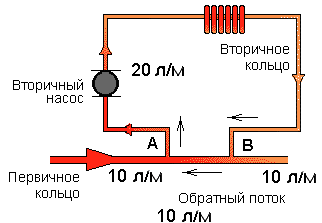 20 л/м
Вторичное
кольцо
Вторичный
насос
А
В
Первичное
кольцо
10 л/м
10 л/м
Обратный поток
10 л/м